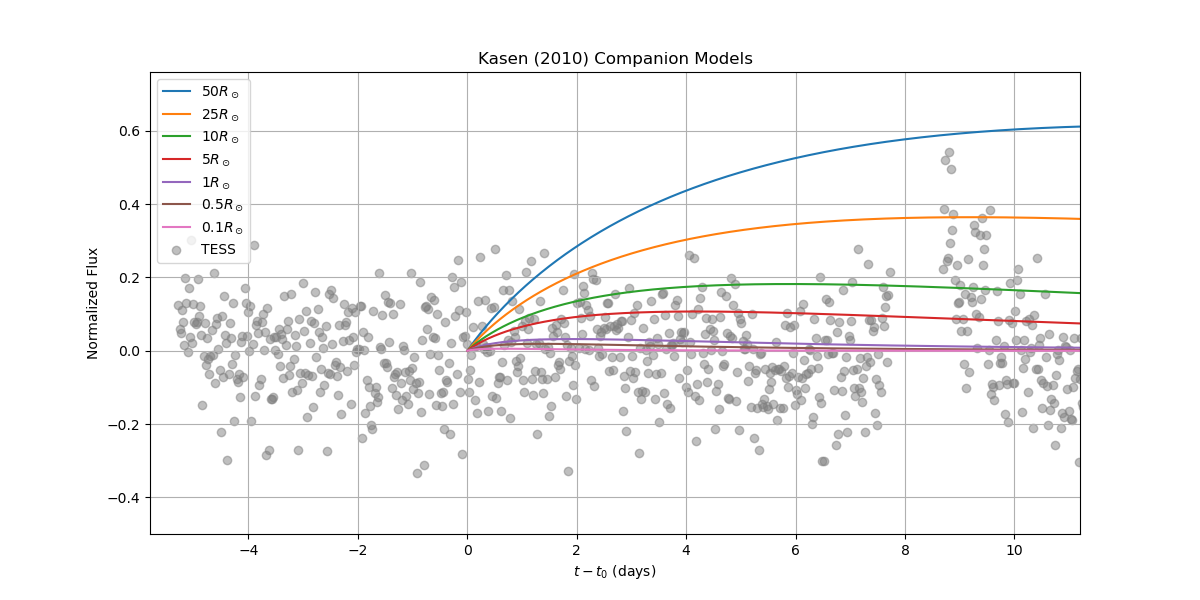 Kasen (2010) Companion Models
50R⊙
25R⊙
10R⊙
5R⊙
1R⊙
0.5R⊙
0.1R⊙
TESS
Normalized Flux
0.6
0.4
0.2
0.0
−0.2
−0.4
−4
−2
0
2
4
6
8
10
t − t₀ (days)